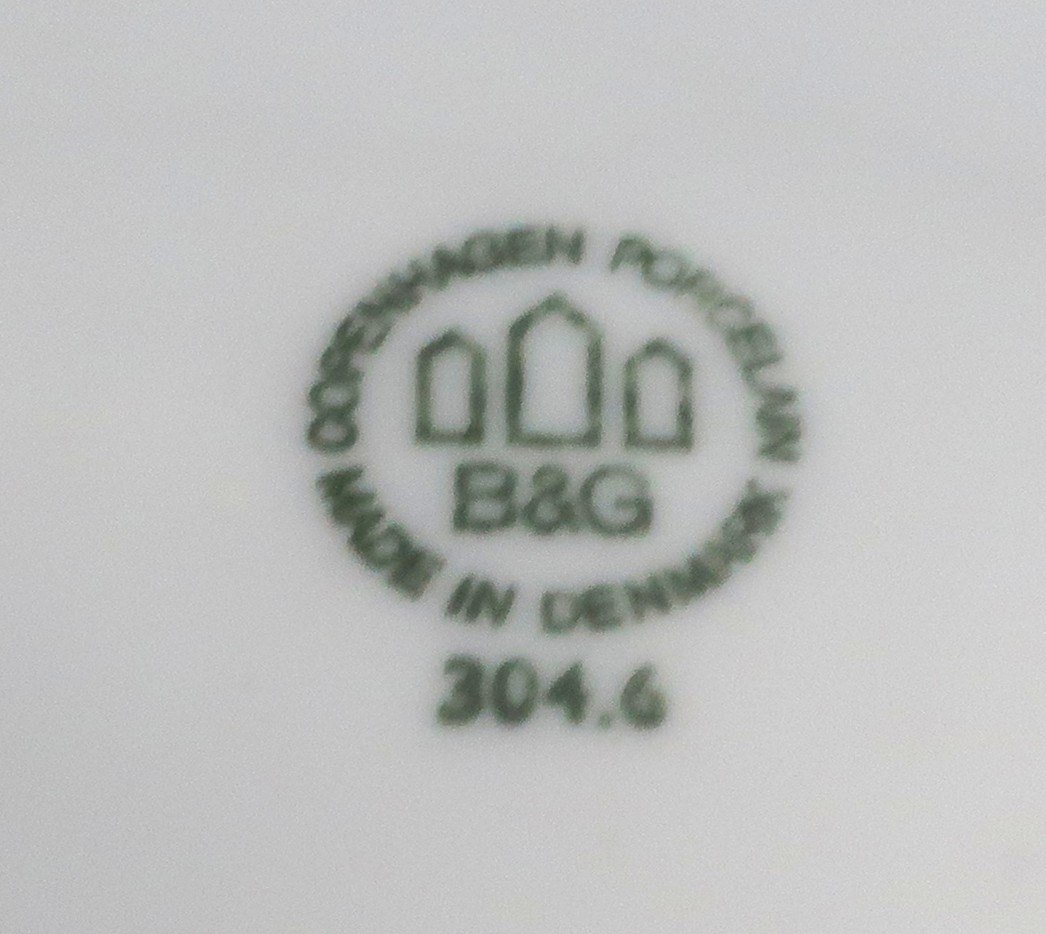 COPENHAGEN PORCELAIN
B&G
MADE IN DENMARK
304.6